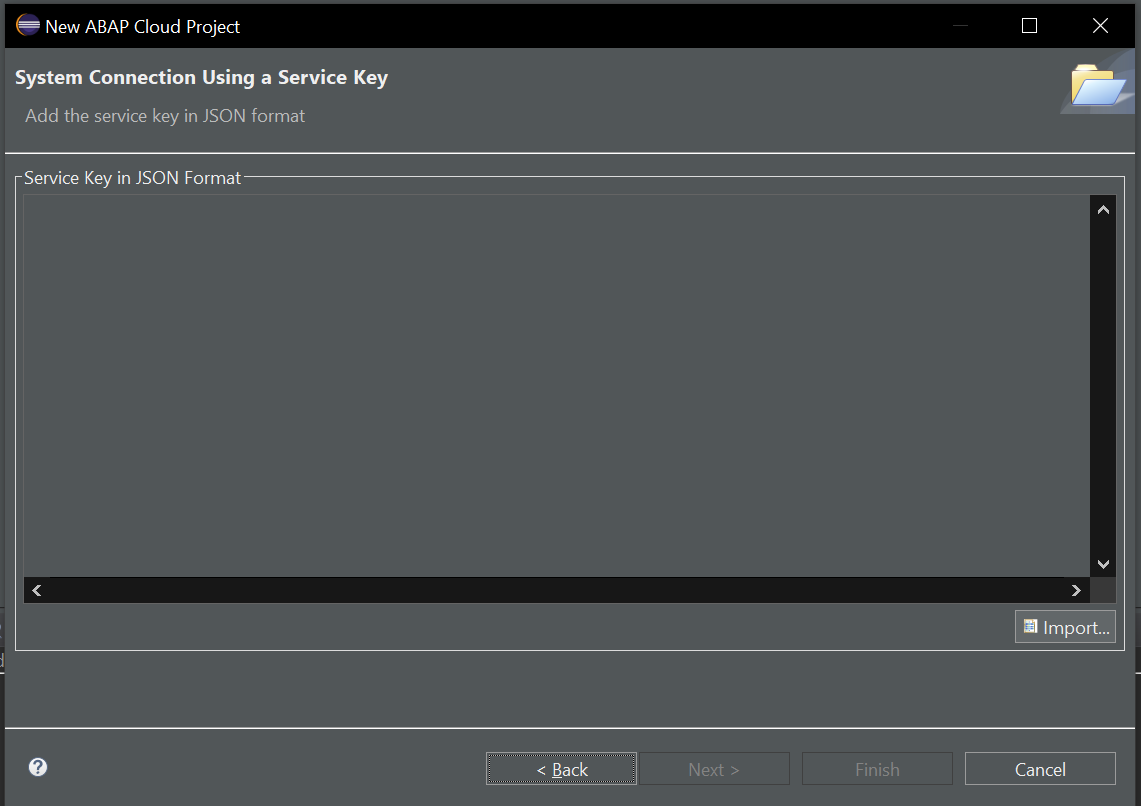 New ABAP Cloud Project
System Connection Using a Service Key
Add the service key in JSON format
Service Key in JSON Format
Import...
< Back
Next >
Finish
Cancel